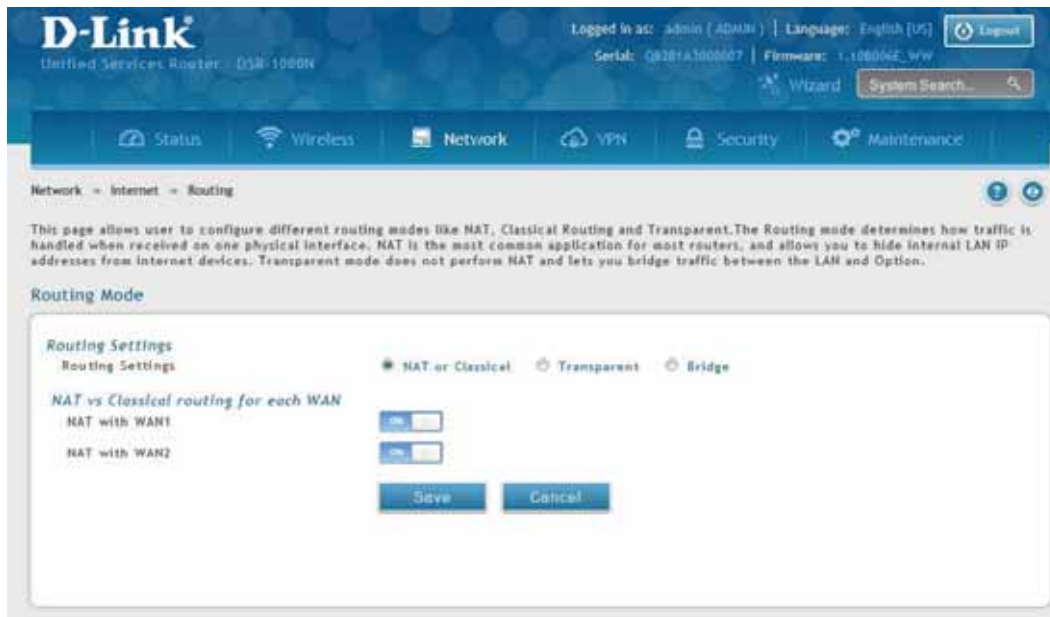 D-Link
Logged in as: admin ( ADMIN ) | Language: English [US] Logout
Unified Services Router - DSR-1000N
Serial: | Firmware:
Wizard System Search...
Status Wireless Network VPN Security Maintenance
Network » Internet » Routing
This page allows user to configure different routing modes like NAT, Classical Routing and Transparent.The Routing mode determines how traffic is
handled when received on one physical interface. NAT is the most common application for most routers, and allows you to hide internal LAN IP
addresses from internet devices. Transparent mode does not perform NAT and lets you bridge traffic between the LAN and Option.
Routing Mode
Routing Settings
Routing Settings NAT or Classical Transparent Bridge
NAT vs Classical routing for each WAN
NAT with WAN1 ON
NAT with WAN2 ON
Save Cancel